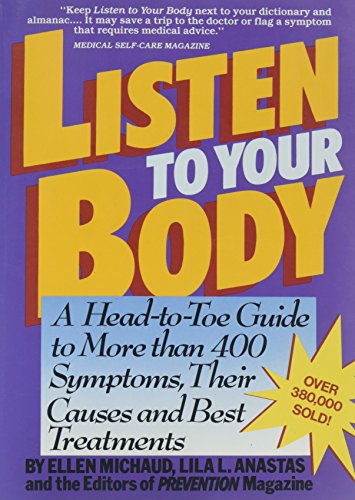 "Keep Listen to Your Body next to your dictionary and
almanac.... It may save a trip to the doctor or flag a symptom
that requires medical advice."
MEDICAL SELF-CARE MAGAZINE
LISTEN
TO YOUR
BODY
A Head-to-Toe Guide
to More than 400
Symptoms, Their
Causes and Best
Treatments
OVER
380,000
SOLD!
BY ELLEN MICHAUD, LILA L. ANASTAS
and the Editors of PREVENTION Magazine